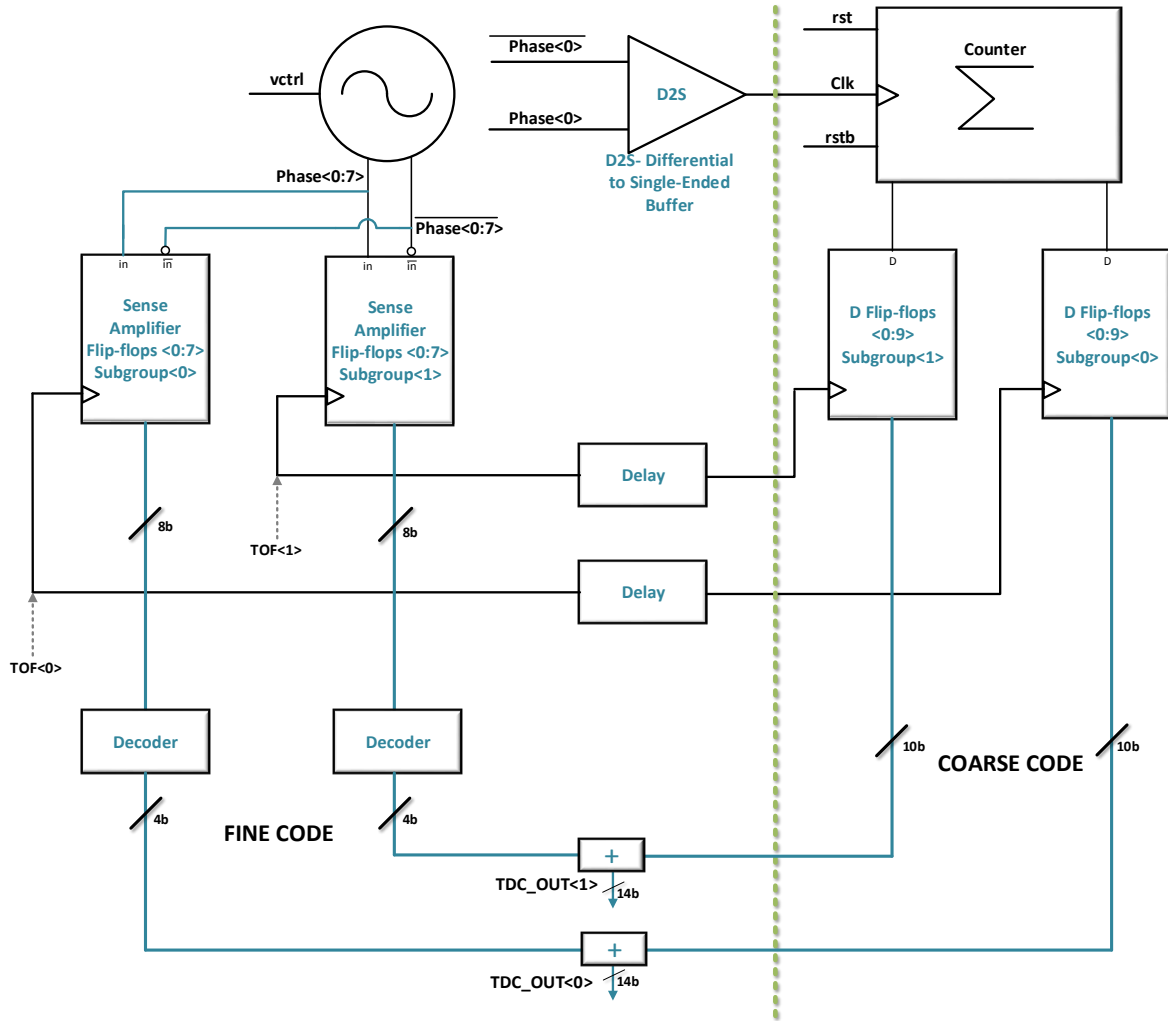 vctrl
Phase<0>
Phase<0>
D2S
D2S- Differential
to Single-Ended
Buffer
rst
Clk
rstb
Counter
Phase<0:7>
Phase<0:7>
in
in
Sense
Amplifier
Flip-flops <0:7>
Subgroup<0>
in
in
Sense
Amplifier
Flip-flops <0:7>
Subgroup<1>
D
D Flip-flops
<0:9>
Subgroup<1>
D
D Flip-flops
<0:9>
Subgroup<0>
Delay
8b
8b
TOF<1>
Delay
TOF<0>
Decoder
Decoder
10b
COARSE CODE
10b
4b
FINE CODE
4b
+
TDC_OUT<1>
14b
+
TDC_OUT<0>
14b